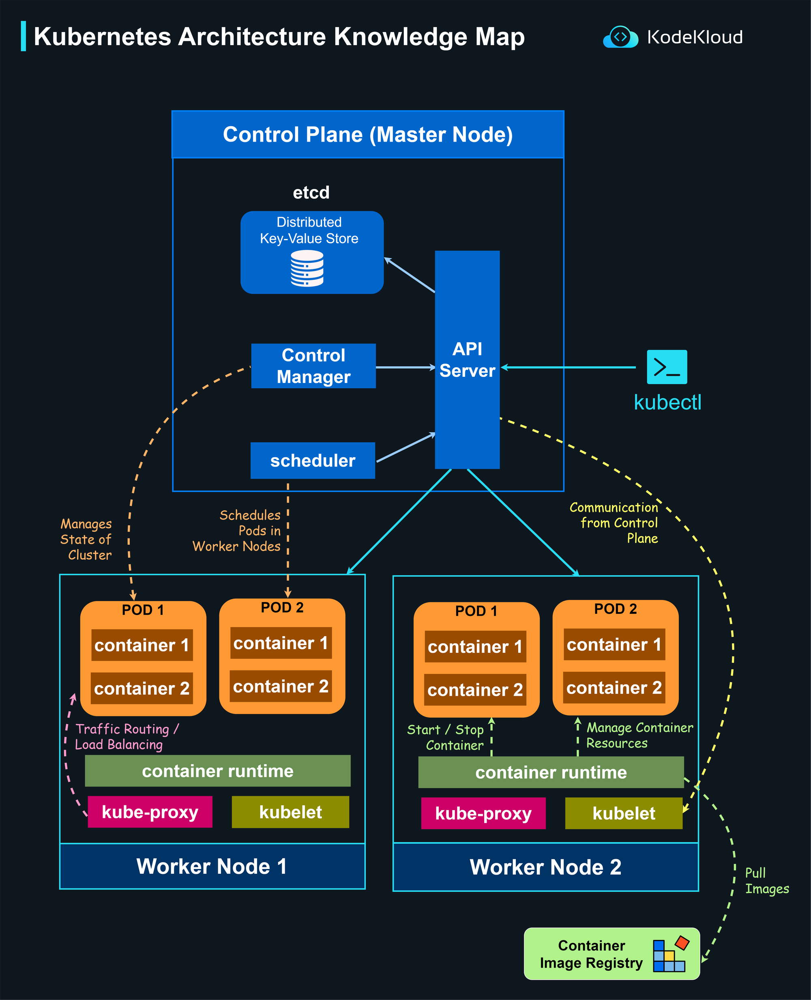 Kubernetes Architecture Knowledge Map
KodeKloud
Control Plane (Master Node)
etcd
Distributed
Key-Value Store
Control
Manager
API
Server
kubectl
scheduler
Manages
State of
Cluster
Schedules
Pods in
Worker Nodes
Communication
from Control
Plane
POD 1
container 1
container 2
POD 2
container 1
container 2
Traffic Routing /
Load Balancing
container runtime
kube-proxy
kubelet
Worker Node 1
POD 1
container 1
container 2
POD 2
container 1
container 2
Start / Stop
Container
Manage Container
Resources
container runtime
kube-proxy
kubelet
Worker Node 2
Pull
Images
Container
Image Registry